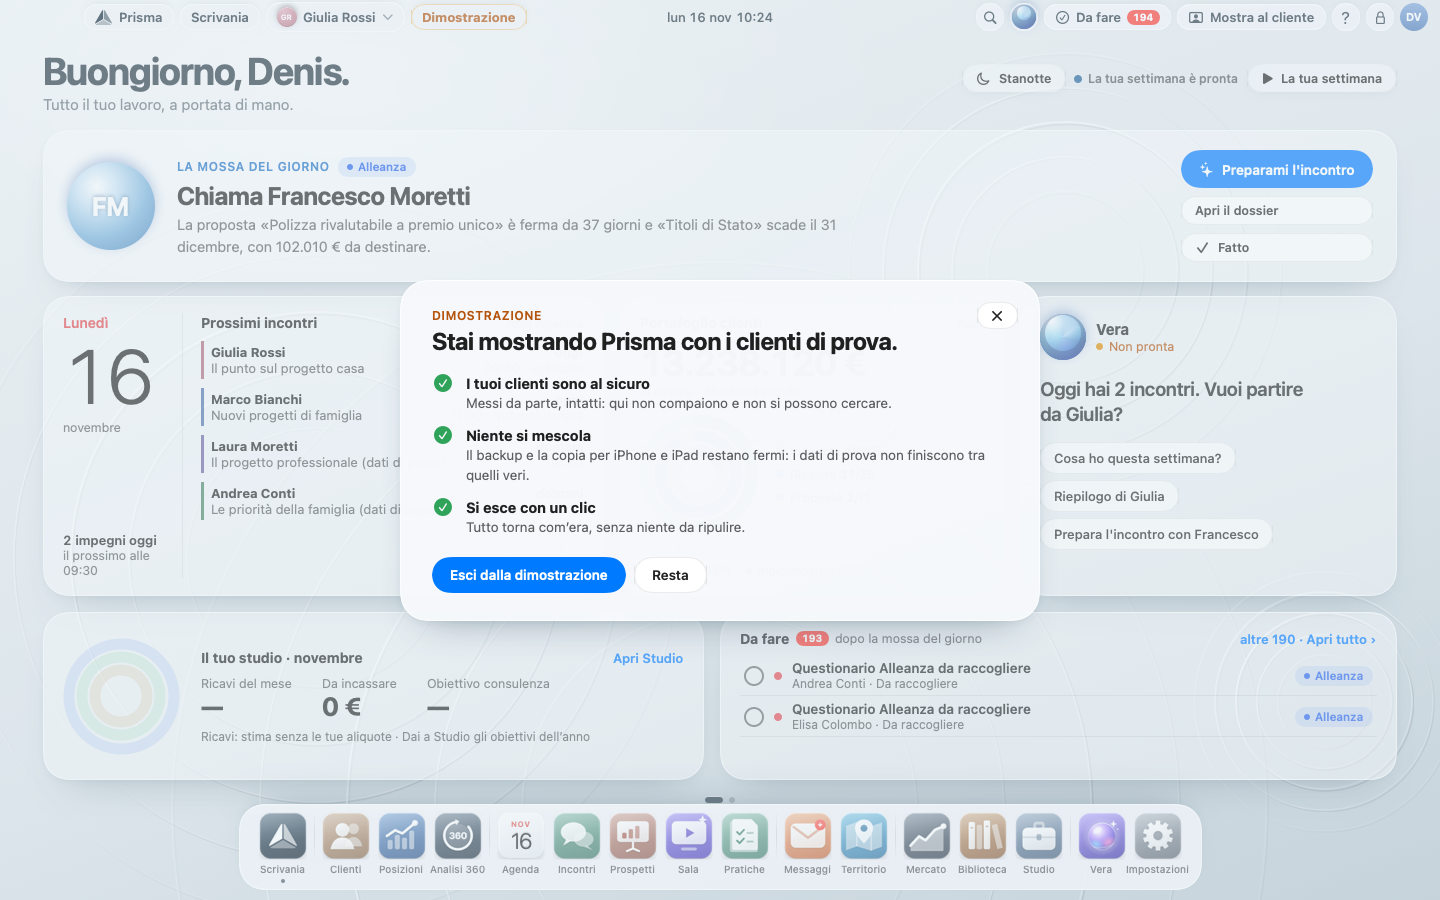 Prisma
Scrivania
GR Giulia Rossi
Dimostrazione
lun 16 nov 10:24
Da fare 194
Mostra al cliente
?
DV
Buongiorno, Denis.
Tutto il tuo lavoro, a portata di mano.
Stanotte
La tua settimana è pronta
La tua settimana
FM
LA MOSSA DEL GIORNO
Alleanza
Chiama Francesco Moretti
La proposta «Polizza rivalutabile a premio unico» è ferma da 37 giorni e «Titoli di Stato» scade il 31
dicembre, con 102.010 € da destinare.
Preparami l'incontro
Apri il dossier
Fatto
Lunedì
16
novembre
2 impegni oggi
il prossimo alle
09:30
Prossimi incontri
Giulia Rossi
Il punto sul progetto casa
Marco Bianchi
Nuovi progetti di famiglia
Laura Moretti
Il progetto professionale (dati d
Andrea Conti
Le priorità della famiglia (dati di
DIMOSTRAZIONE
Stai mostrando Prisma con i clienti di prova.
13.238.120 €
I tuoi clienti sono al sicuro
Messi da parte, intatti: qui non compaiono e non si possono cercare.
Niente si mescola
Il backup e la copia per iPhone e iPad restano fermi: i dati di prova non finiscono tra
quelli veri.
Si esce con un clic
Tutto torna com'era, senza niente da ripulire.
Esci dalla dimostrazione
Resta
Vera
Non pronta
Oggi hai 2 incontri. Vuoi partire
da Giulia?
Cosa ho questa settimana?
Riepilogo di Giulia
Prepara l'incontro con Francesco
Il tuo studio · novembre
Apri Studio
Ricavi del mese
Da incassare
Obiettivo consulenza
—
0 €
—
Ricavi: stima senza le tue aliquote · Dai a Studio gli obiettivi dell'anno
Da fare 193 dopo la mossa del giorno
altre 190 · Apri tutto ›
Questionario Alleanza da raccogliere
Andrea Conti · Da raccogliere
Alleanza
Questionario Alleanza da raccogliere
Elisa Colombo · Da raccogliere
Alleanza
360
NOV
16
Scrivania
Clienti
Posizioni
Analisi 360
Agenda
Incontri
Prospetti
Sala
Pratiche
Messaggi
Territorio
Mercato
Biblioteca
Studio
Vera
Impostazioni